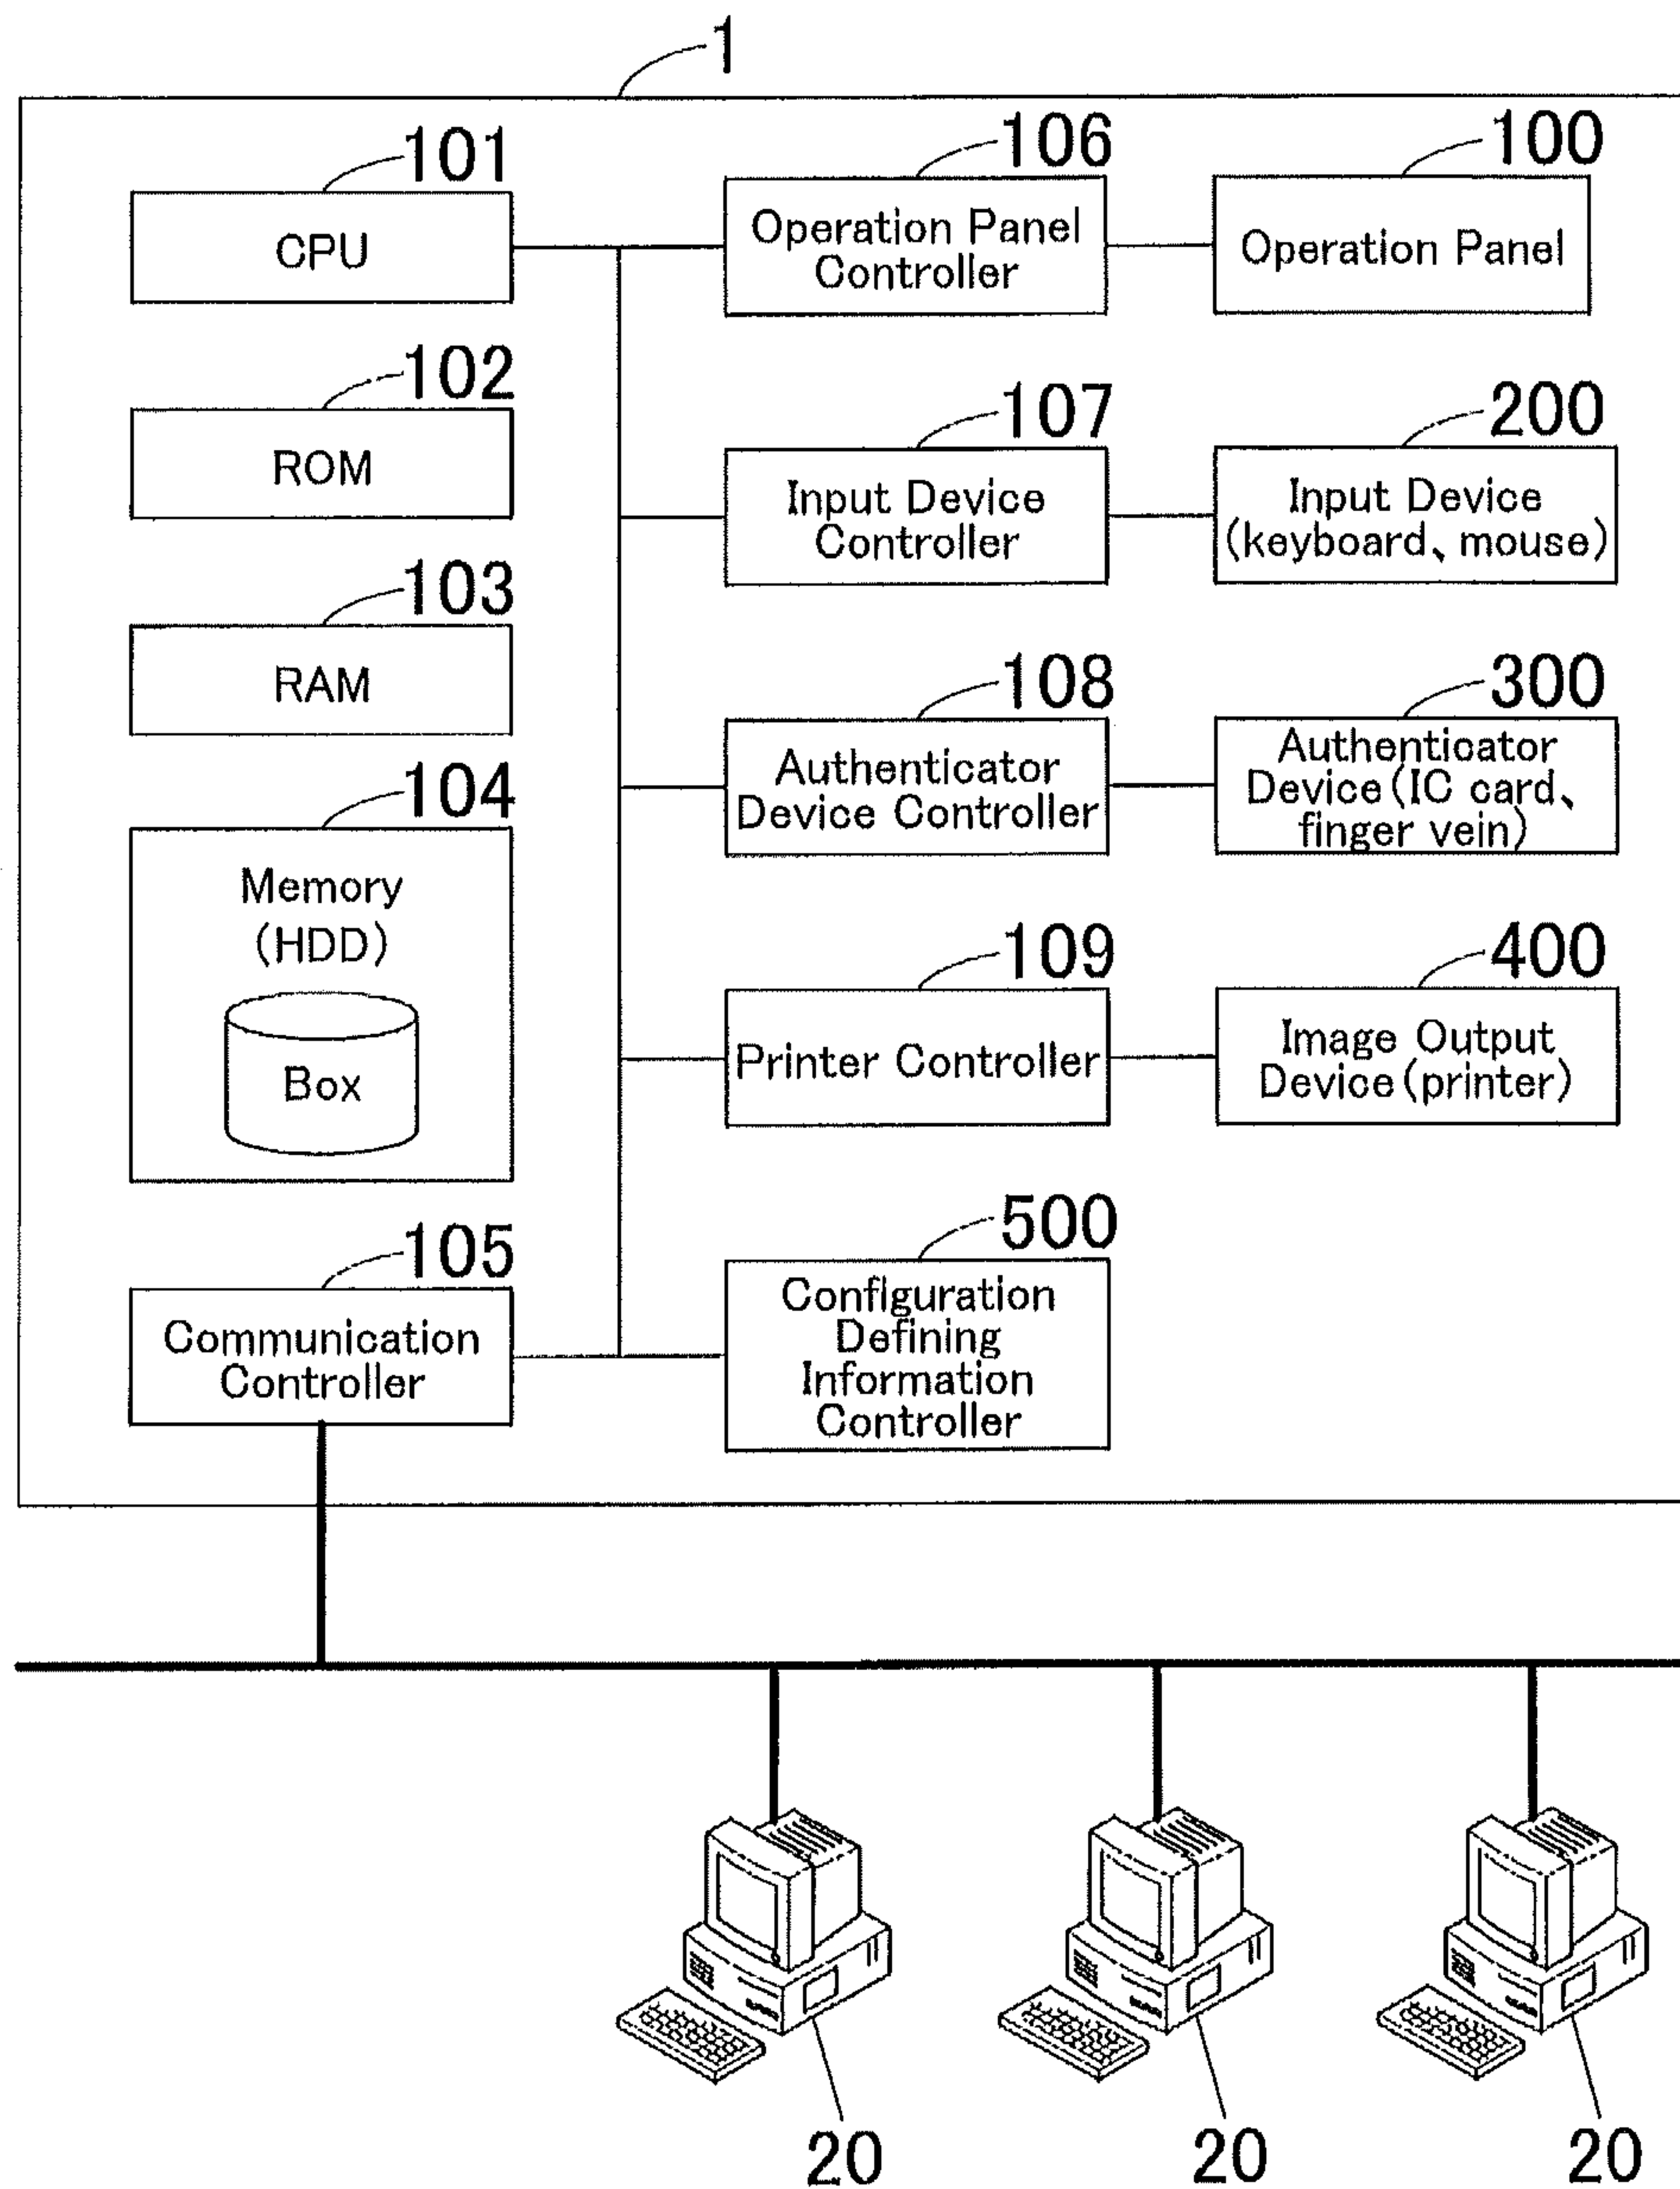 1
101
CPU
106
Operation Panel
Controller
100
Operation Panel
102
ROM
107
Input Device
Controller
200
Input Device
(keyboard、mouse)
103
RAM
108
Authenticator
Device Controller
300
Authenticator
Device(IC card、
finger vein)
104
Memory
(HDD)
Box
109
Printer Controller
400
Image Output
Device(printer)
105
Communication
Controller
500
Configuration
Defining
Information
Controller
20
20
20